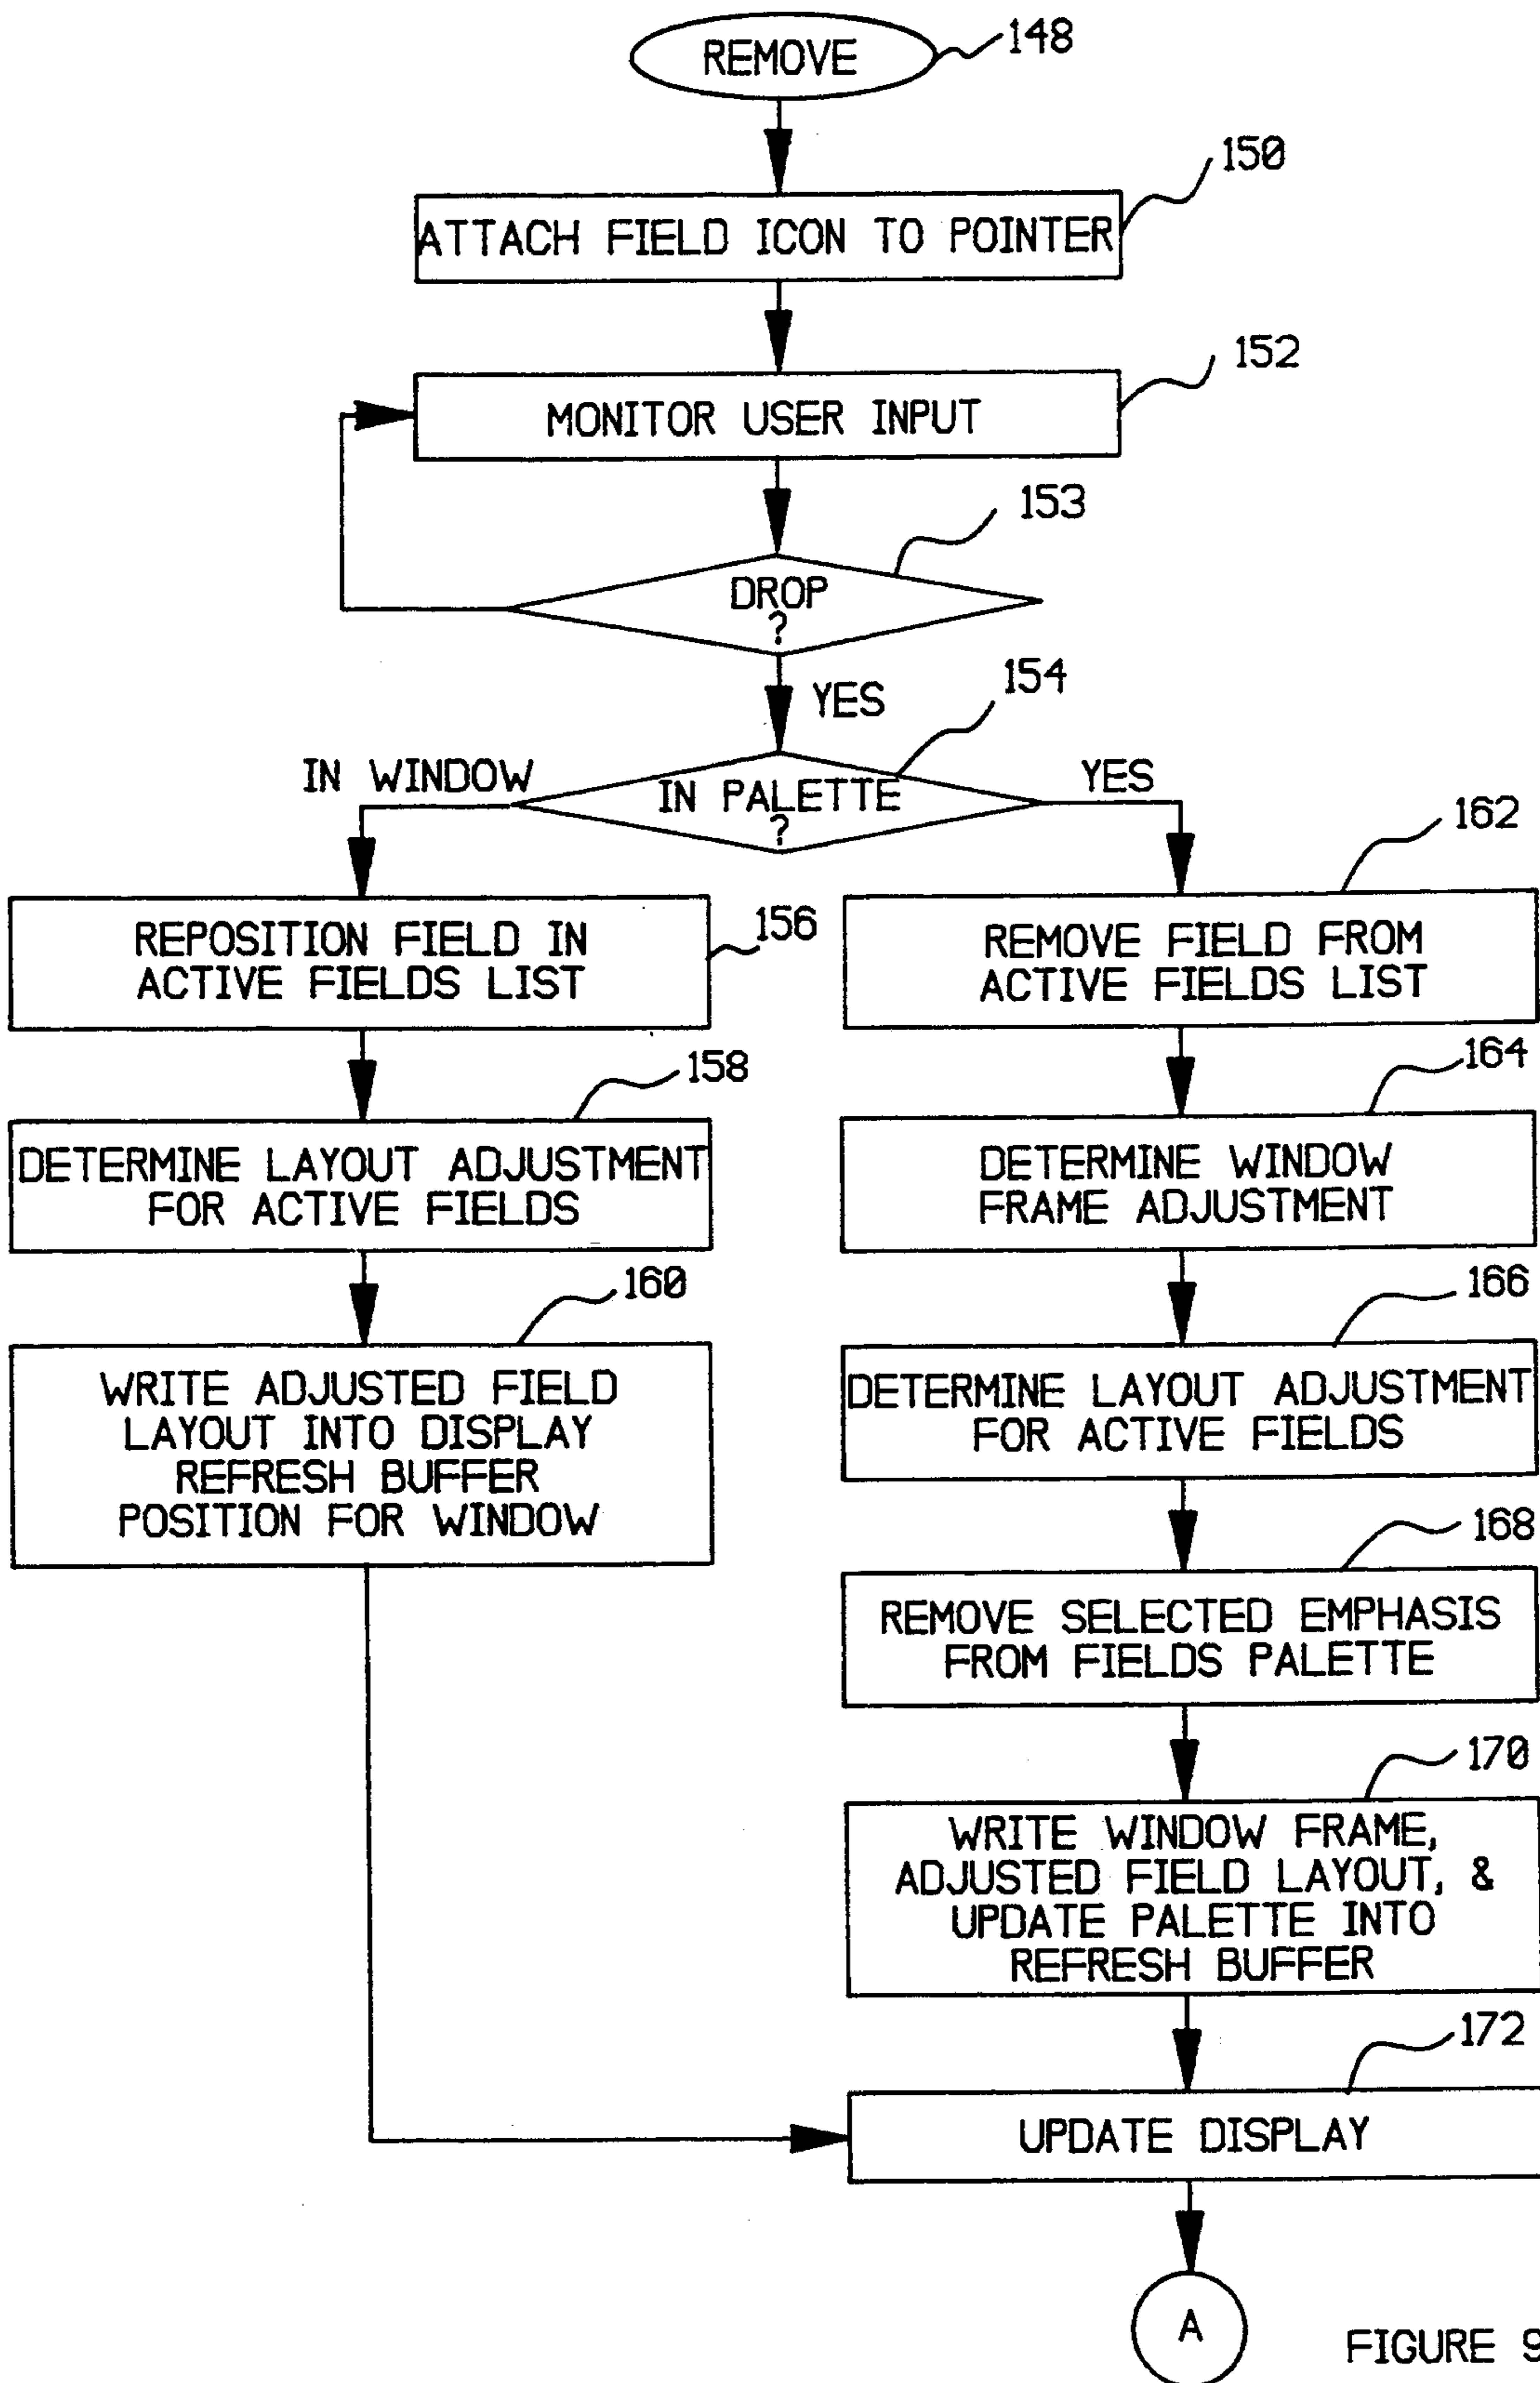 REMOVE
148
150
ATTACH FIELD ICON TO POINTER
152
MONITOR USER INPUT
153
DROP
?
YES
154
IN WINDOW
IN PALETTE
?
YES
162
REPOSITION FIELD IN
ACTIVE FIELDS LIST
156
REMOVE FIELD FROM
ACTIVE FIELDS LIST
158
164
DETERMINE LAYOUT ADJUSTMENT
FOR ACTIVE FIELDS
DETERMINE WINDOW
FRAME ADJUSTMENT
160
166
WRITE ADJUSTED FIELD
LAYOUT INTO DISPLAY
REFRESH BUFFER
POSITION FOR WINDOW
DETERMINE LAYOUT ADJUSTMENT
FOR ACTIVE FIELDS
168
REMOVE SELECTED EMPHASIS
FROM FIELDS PALETTE
170
WRITE WINDOW FRAME,
ADJUSTED FIELD LAYOUT, &
UPDATE PALETTE INTO
REFRESH BUFFER
172
UPDATE DISPLAY
A
FIGURE 9